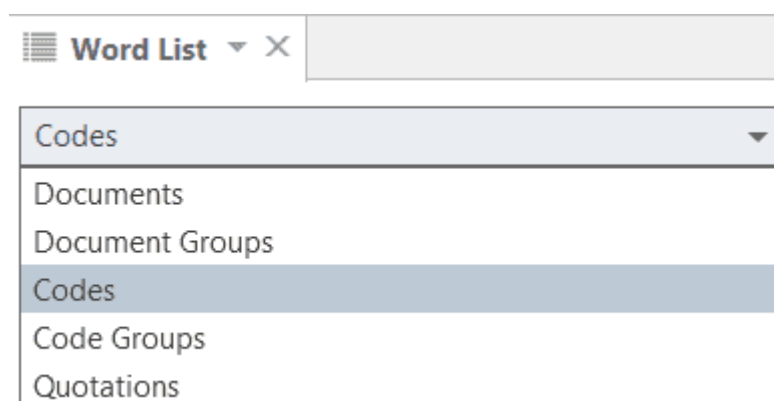 Word List
Codes
Documents
Document Groups
Codes
Code Groups
Quotations